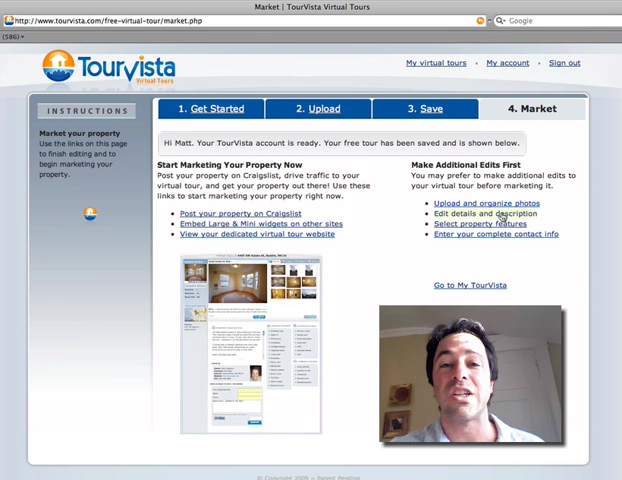 Market | TourVista Virtual Tours
http://www.tourvista.com/free-virtual-tour/market.php
Google
(586)
TourVista
Virtual Tours
My virtual tours • My account • Sign out
INSTRUCTIONS
1. Get Started
2. Upload
3. Save
4. Market
Market your property
Use the links on this page
to finish editing and to
begin marketing your
property.
Hi Matt. Your TourVista account is ready. Your free tour has been saved and is shown below.
Start Marketing Your Property Now
Post your property on Craigslist, drive traffic to your
virtual tour, and get your property out there! Use these
links to start marketing your property right now.
• Post your property on Craigslist
• Embed Large & Mini widgets on other sites
• View your dedicated virtual tour website
Make Additional Edits First
You may prefer to make additional edits to
your virtual tour before marketing it.
• Upload and organize photos
• Edit details and description
• Select property features
• Enter your complete contact info
Go to My TourVista
© Copyright 2009 - Patent Pending